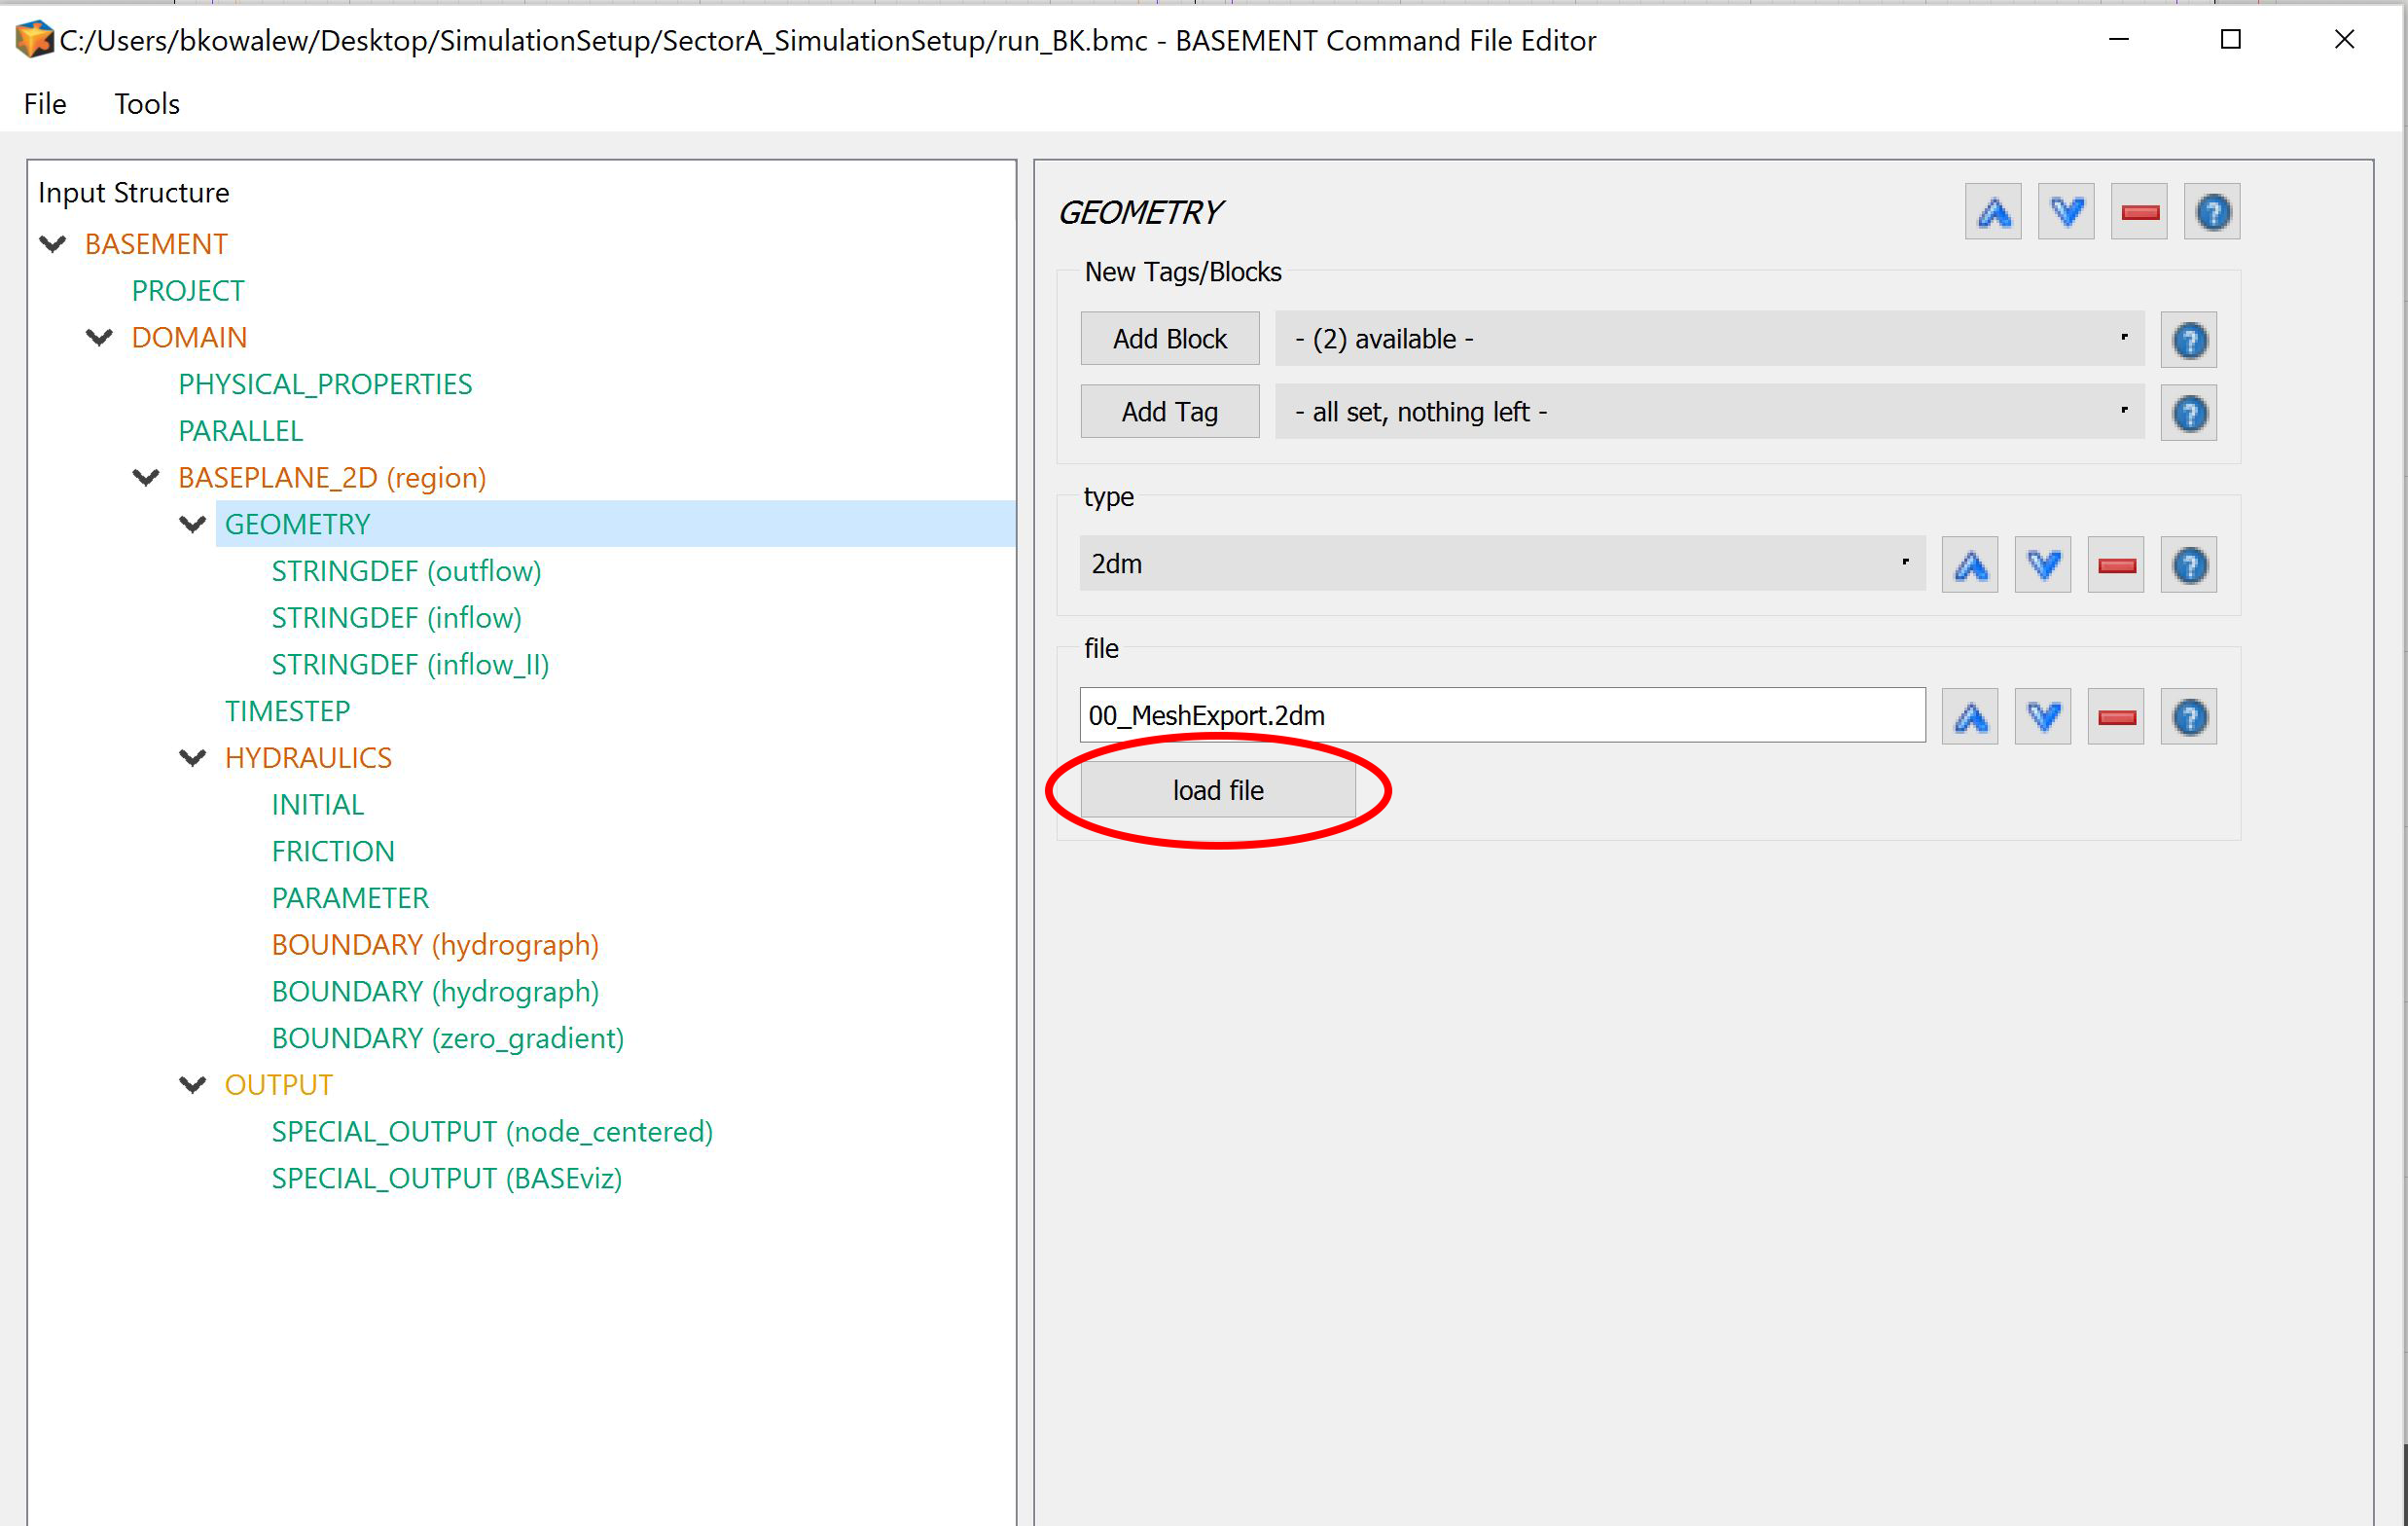 C:/Users/bkowalew/Desktop/SimulationSetup/SectorA_SimulationSetup/run_BK.bmc - BASEMENT Command File Editor
File Tools
Input Structure
BASEMENT
PROJECT
DOMAIN
PHYSICAL_PROPERTIES
PARALLEL
BASEPLANE_2D (region)
GEOMETRY
STRINGDEF (outflow)
STRINGDEF (inflow)
STRINGDEF (inflow_II)
TIMESTEP
HYDRAULICS
INITIAL
FRICTION
PARAMETER
BOUNDARY (hydrograph)
BOUNDARY (hydrograph)
BOUNDARY (zero_gradient)
OUTPUT
SPECIAL_OUTPUT (node_centered)
SPECIAL_OUTPUT (BASEviz)
GEOMETRY
New Tags/Blocks
Add Block - (2) available -
Add Tag - all set, nothing left -
type
2dm
file
00_MeshExport.2dm
load file